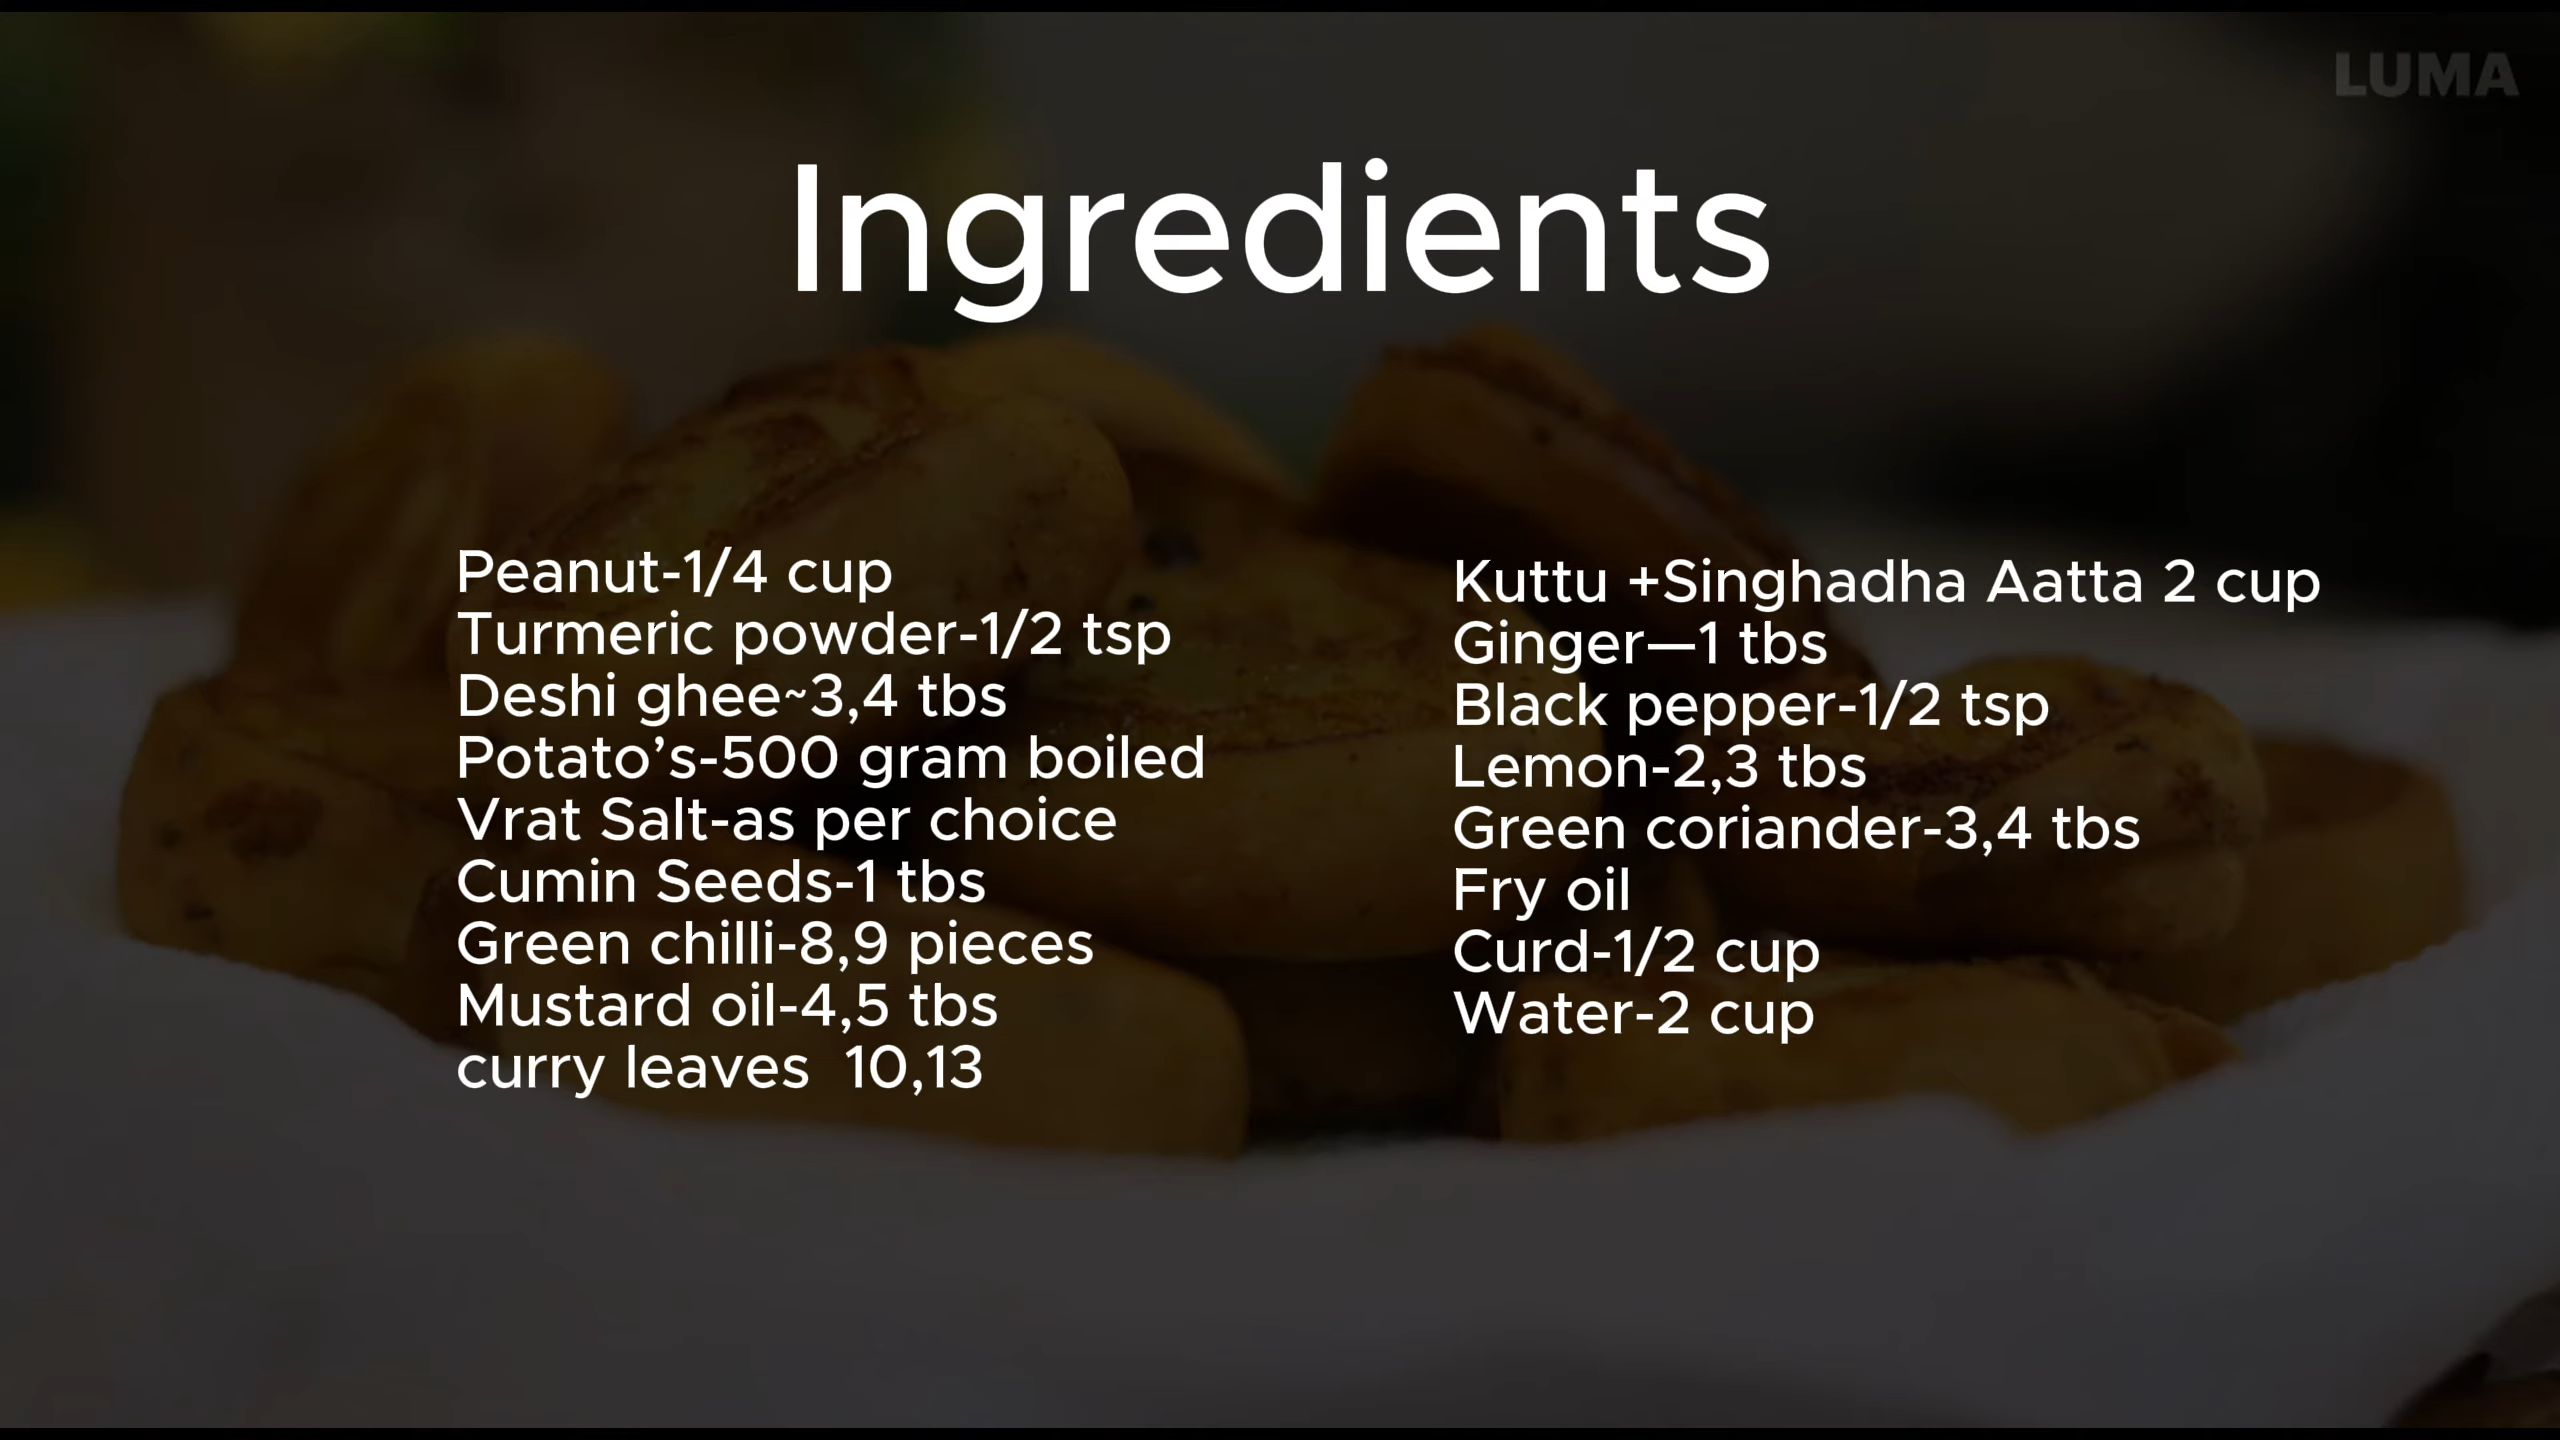 LUMA
Ingredients
Peanut-1/4 cup
Turmeric powder-1/2 tsp
Deshi ghee~3,4 tbs
Potato’s-500 gram boiled
Vrat Salt-as per choice
Cumin Seeds-1 tbs
Green chilli-8,9 pieces
Mustard oil-4,5 tbs
curry leaves  10,13
Kuttu +Singhadha Aatta 2 cup
Ginger—1 tbs
Black pepper-1/2 tsp
Lemon-2,3 tbs
Green coriander-3,4 tbs
Fry oil
Curd-1/2 cup
Water-2 cup